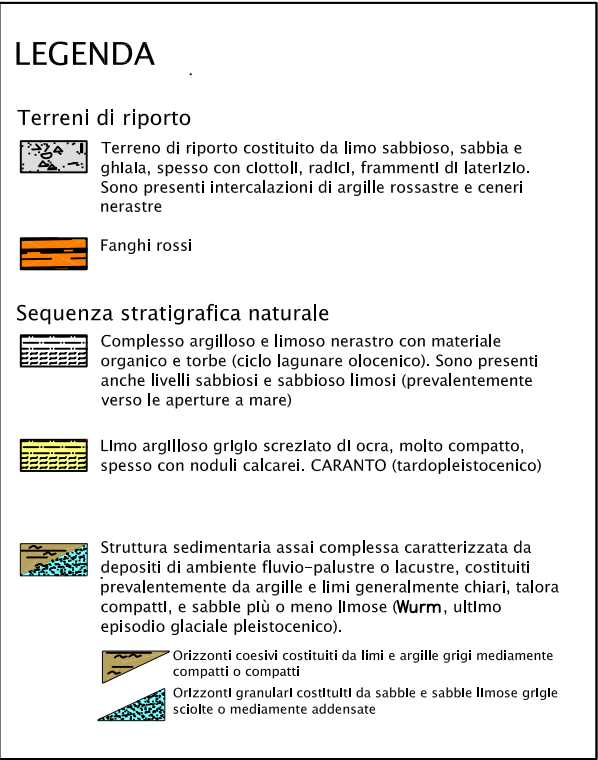 LEGENDA
Terreni di riporto
Terreno di riporto costituito da limo sabbioso, sabbia e
ghiaia, spesso con ciottoli, radici, frammenti di laterizio.
Sono presenti intercalazioni di argille rossastre e ceneri
nerastre
Fanghi rossi
Sequenza stratigrafica naturale
Complesso argilloso e limoso nerastro con materiale
organico e torbe (ciclo lagunare olocenico). Sono presenti
anche livelli sabbiosi e sabbioso limosi (prevalentemente
verso le aperture a mare)
Limo argilloso grigio screziato di ocra, molto compatto,
spesso con noduli calcarei. CARANTO (tardopleistocenico)
Struttura sedimentaria assai complessa caratterizzata da
depositi di ambiente fluvio-palustre o lacustre, costituiti
prevalentemente da argille e limi generalmente chiari, talora
compatti, e sabbie più o meno limose (Wurm, ultimo
episodio glaciale pleistocenico).
Orizzonti coesivi costituiti da limi e argille grigi mediamente
compatti o compatti
Orizzonti granulari costituiti da sabbie e sabbie limose grigie
sciolte o mediamente addensate